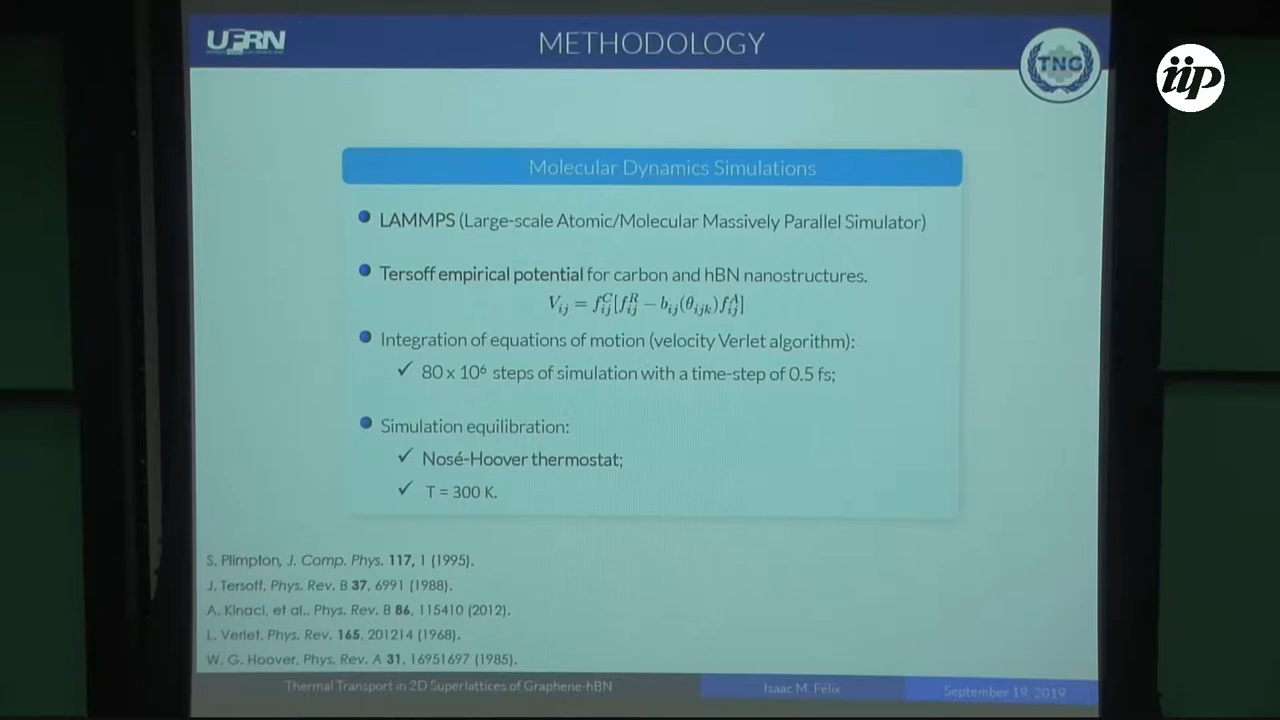 UFRN
METHODOLOGY
TNG
iip
Molecular Dynamics Simulations
LAMMPS (Large-scale Atomic/Molecular Massively Parallel Simulator)
Tersoff empirical potential for carbon and hBN nanostructures.
V_{ij} = f_{ij}^{C}[f_{ij}^{R} − b_{ij}(θ_{ijk})f_{ij}^{A}]
Integration of equations of motion (velocity Verlet algorithm):
✓ 80 x 10⁶ steps of simulation with a time-step of 0.5 fs;
Simulation equilibration:
✓ Nosé-Hoover thermostat;
✓ T = 300 K.
S. Plimpton, J. Comp. Phys. 117, 1 (1995).
J. Tersoff, Phys. Rev. B 37, 6991 (1988).
A. Kinaci, et al., Phys. Rev. B 86, 115410 (2012).
L. Verlet, Phys. Rev. 165, 201214 (1968).
W. G. Hoover, Phys. Rev. A 31, 16951697 (1985).
Thermal Transport in 2D Superlattices of Graphene-hBN
Isaac M. Félix
September 19, 2019